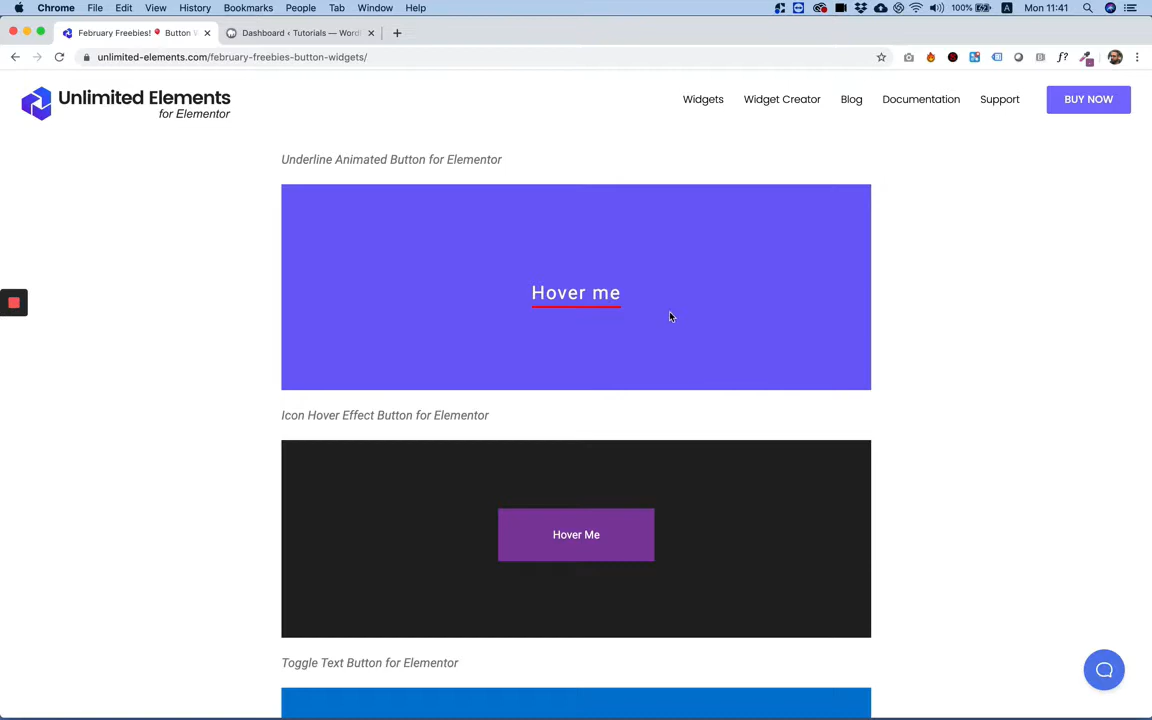 Chrome File Edit View History Bookmarks People Tab Window Help 100% A Mon 11:41
February Freebies! Button W
Dashboard ‹ Tutorials — Word
unlimited-elements.com/february-freebies-button-widgets/
f?
Unlimited Elements
for Elementor
Widgets Widget Creator Blog Documentation Support BUY NOW
Underline Animated Button for Elementor
Hover me
Icon Hover Effect Button for Elementor
Hover Me
Toggle Text Button for Elementor